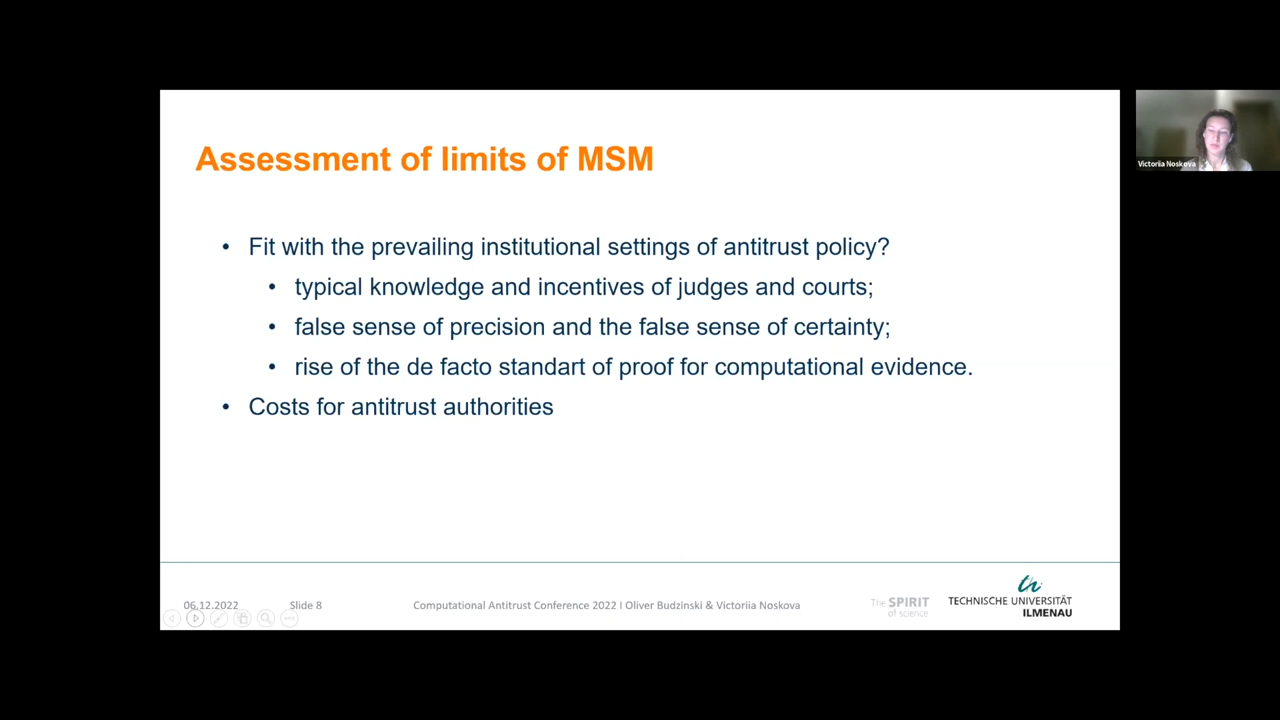 Assessment of limits of MSM
• Fit with the prevailing institutional settings of antitrust policy?
• typical knowledge and incentives of judges and courts;
• false sense of precision and the false sense of certainty;
• rise of the de facto standart of proof for computational evidence.
• Costs for antitrust authorities
06.12.2022 Slide 8 Computational Antitrust Conference 2022 I Oliver Budzinski & Victoriia Noskova
The SPIRIT
of science
TECHNISCHE UNIVERSITÄT
ILMENAU
Victoriia Noskova